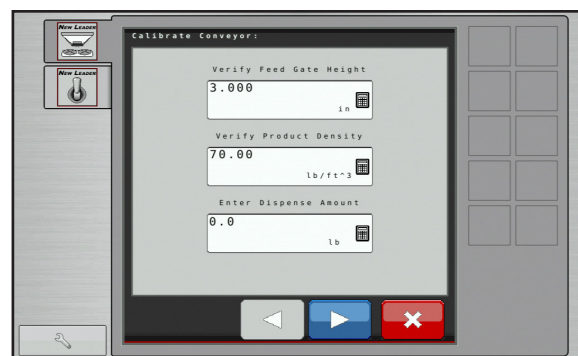 NEW LEADER
NEW LEADER
Calibrate Conveyor:
Verify Feed Gate Height
3.000
in
Verify Product Density
70.00
lb/ft^3
Enter Dispense Amount
0.0
lb